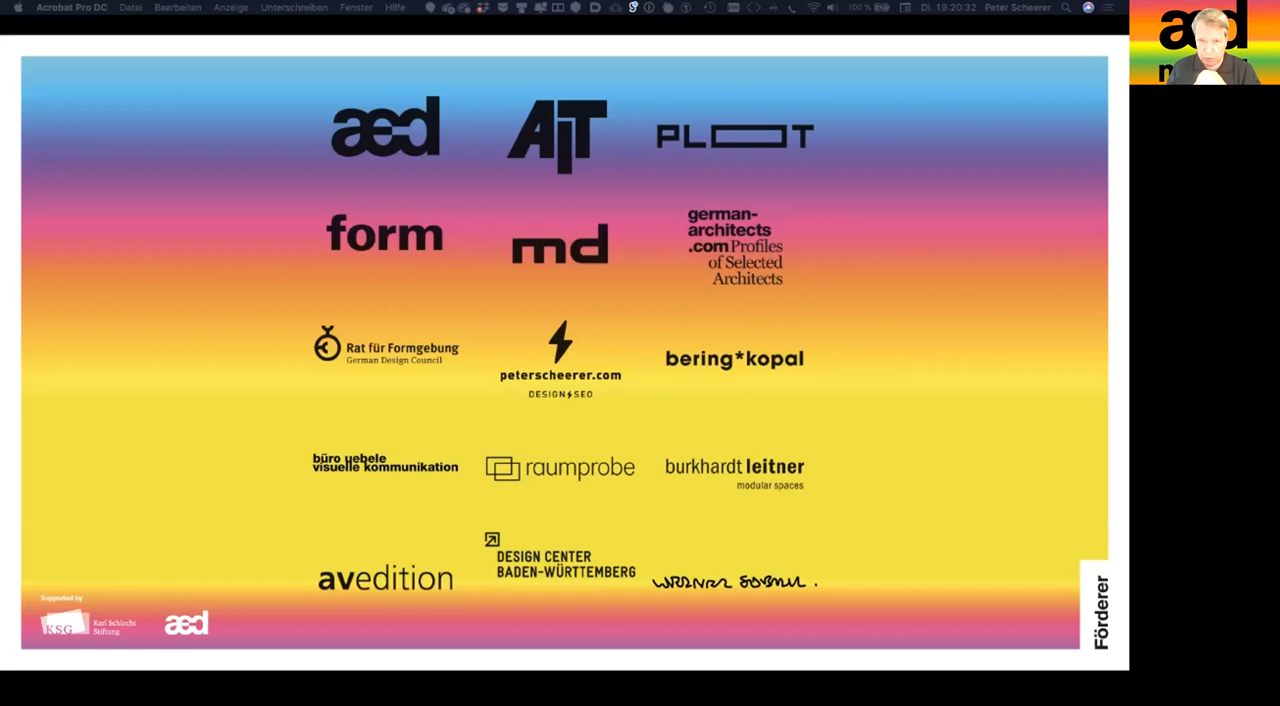 Acrobat Pro DC Datei Bearbeiten Anzeige Unterschreiben Fenster Hilfe 100 % Di. 19:20:32 Peter Scheerer
aed
AiT
PLOT
form
md
german-
architects
.com Profiles
of Selected
Architects
Rat für Formgebung
German Design Council
peterscheerer.com
DESIGN SEO
bering*kopal
büro uebele
visuelle kommunikation
raumprobe
burkhardt leitner
modular spaces
avedition
DESIGN CENTER
BADEN-WÜRTTEMBERG
Supported by
KSG
Karl Schlecht
Stiftung
aed
Förderer
aed